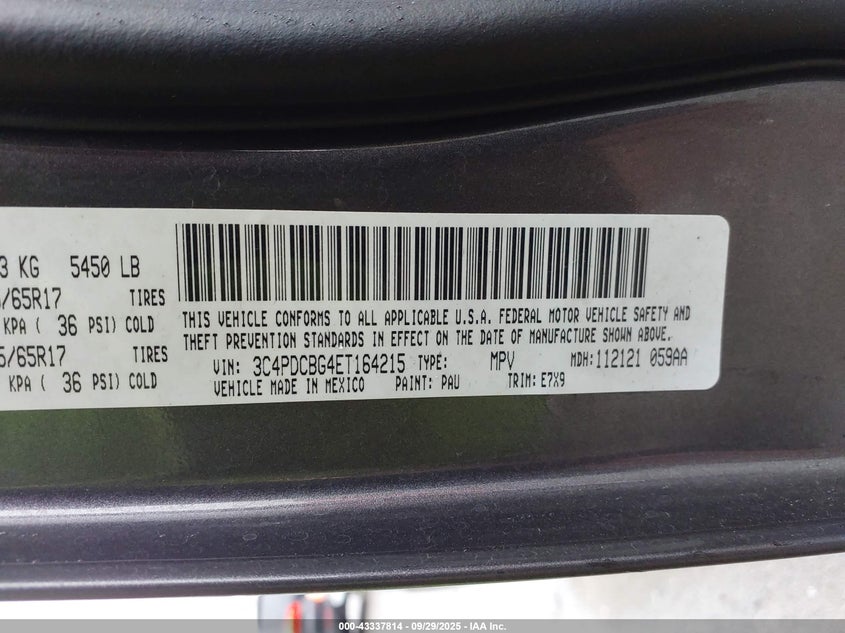 3 KG 5450 LB
/65R17 TIRES
KPA ( 36 PSI) COLD
5/65R17 TIRES
KPA ( 36 PSI) COLD
THIS VEHICLE CONFORMS TO ALL APPLICABLE U.S.A. FEDERAL MOTOR VEHICLE SAFETY AND
THEFT PREVENTION STANDARDS IN EFFECT ON THE DATE OF MANUFACTURE SHOWN ABOVE.
VIN: 3C4PDCBG4ET164215 TYPE: MPV MDH:112121 059AA
VEHICLE MADE IN MEXICO PAINT: PAU TRIM: E7X9
000-43337814 - 09/29/2025 - IAA Inc.